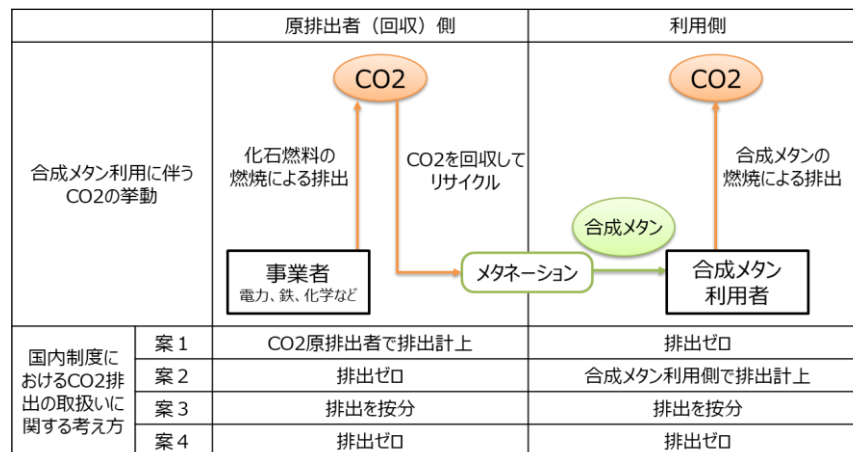 原排出者（回収）側
利用側
合成メタン利用に伴う
CO2の挙動
CO2
化石燃料の
燃焼による排出
CO2を回収して
リサイクル
事業者
電力、鉄、化学など
メタネーション
合成メタン
CO2
合成メタンの
燃焼による排出
合成メタン
利用者
国内制度に
おけるCO2排
出の取扱いに
関する考え方
案１
CO2原排出者で排出計上
排出ゼロ
案２
排出ゼロ
合成メタン利用側で排出計上
案３
排出を按分
排出を按分
案４
排出ゼロ
排出ゼロ